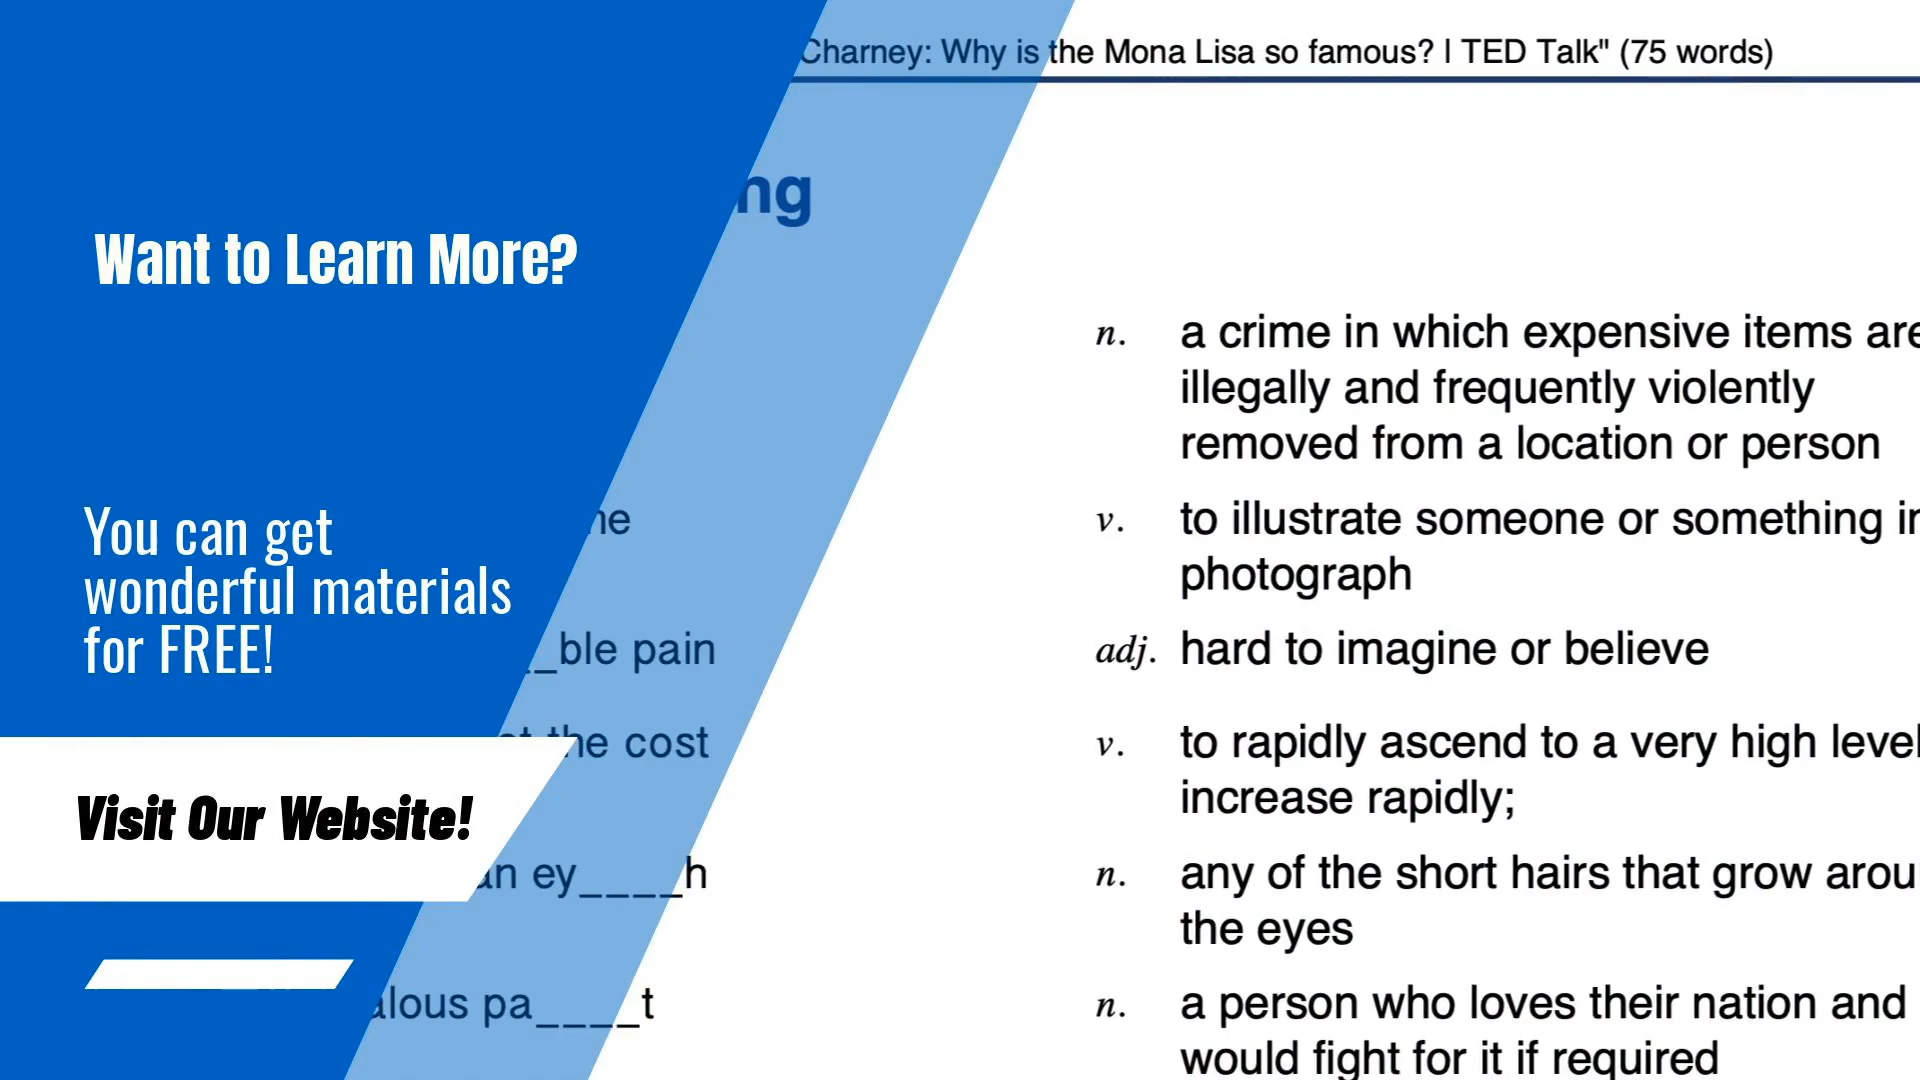 Charney: Why is the Mona Lisa so famous? | TED Talk" (75 words)
ng
Want to Learn More?
You can get
wonderful materials
for FREE!
Visit Our Website!
n. a crime in which expensive items are
illegally and frequently violently
removed from a location or person
v. to illustrate someone or something in
photograph
_ble pain adj. hard to imagine or believe
the cost v. to rapidly ascend to a very high level
increase rapidly;
an ey____h n. any of the short hairs that grow arou
the eyes
alous pa____t n. a person who loves their nation and
would fight for it if required